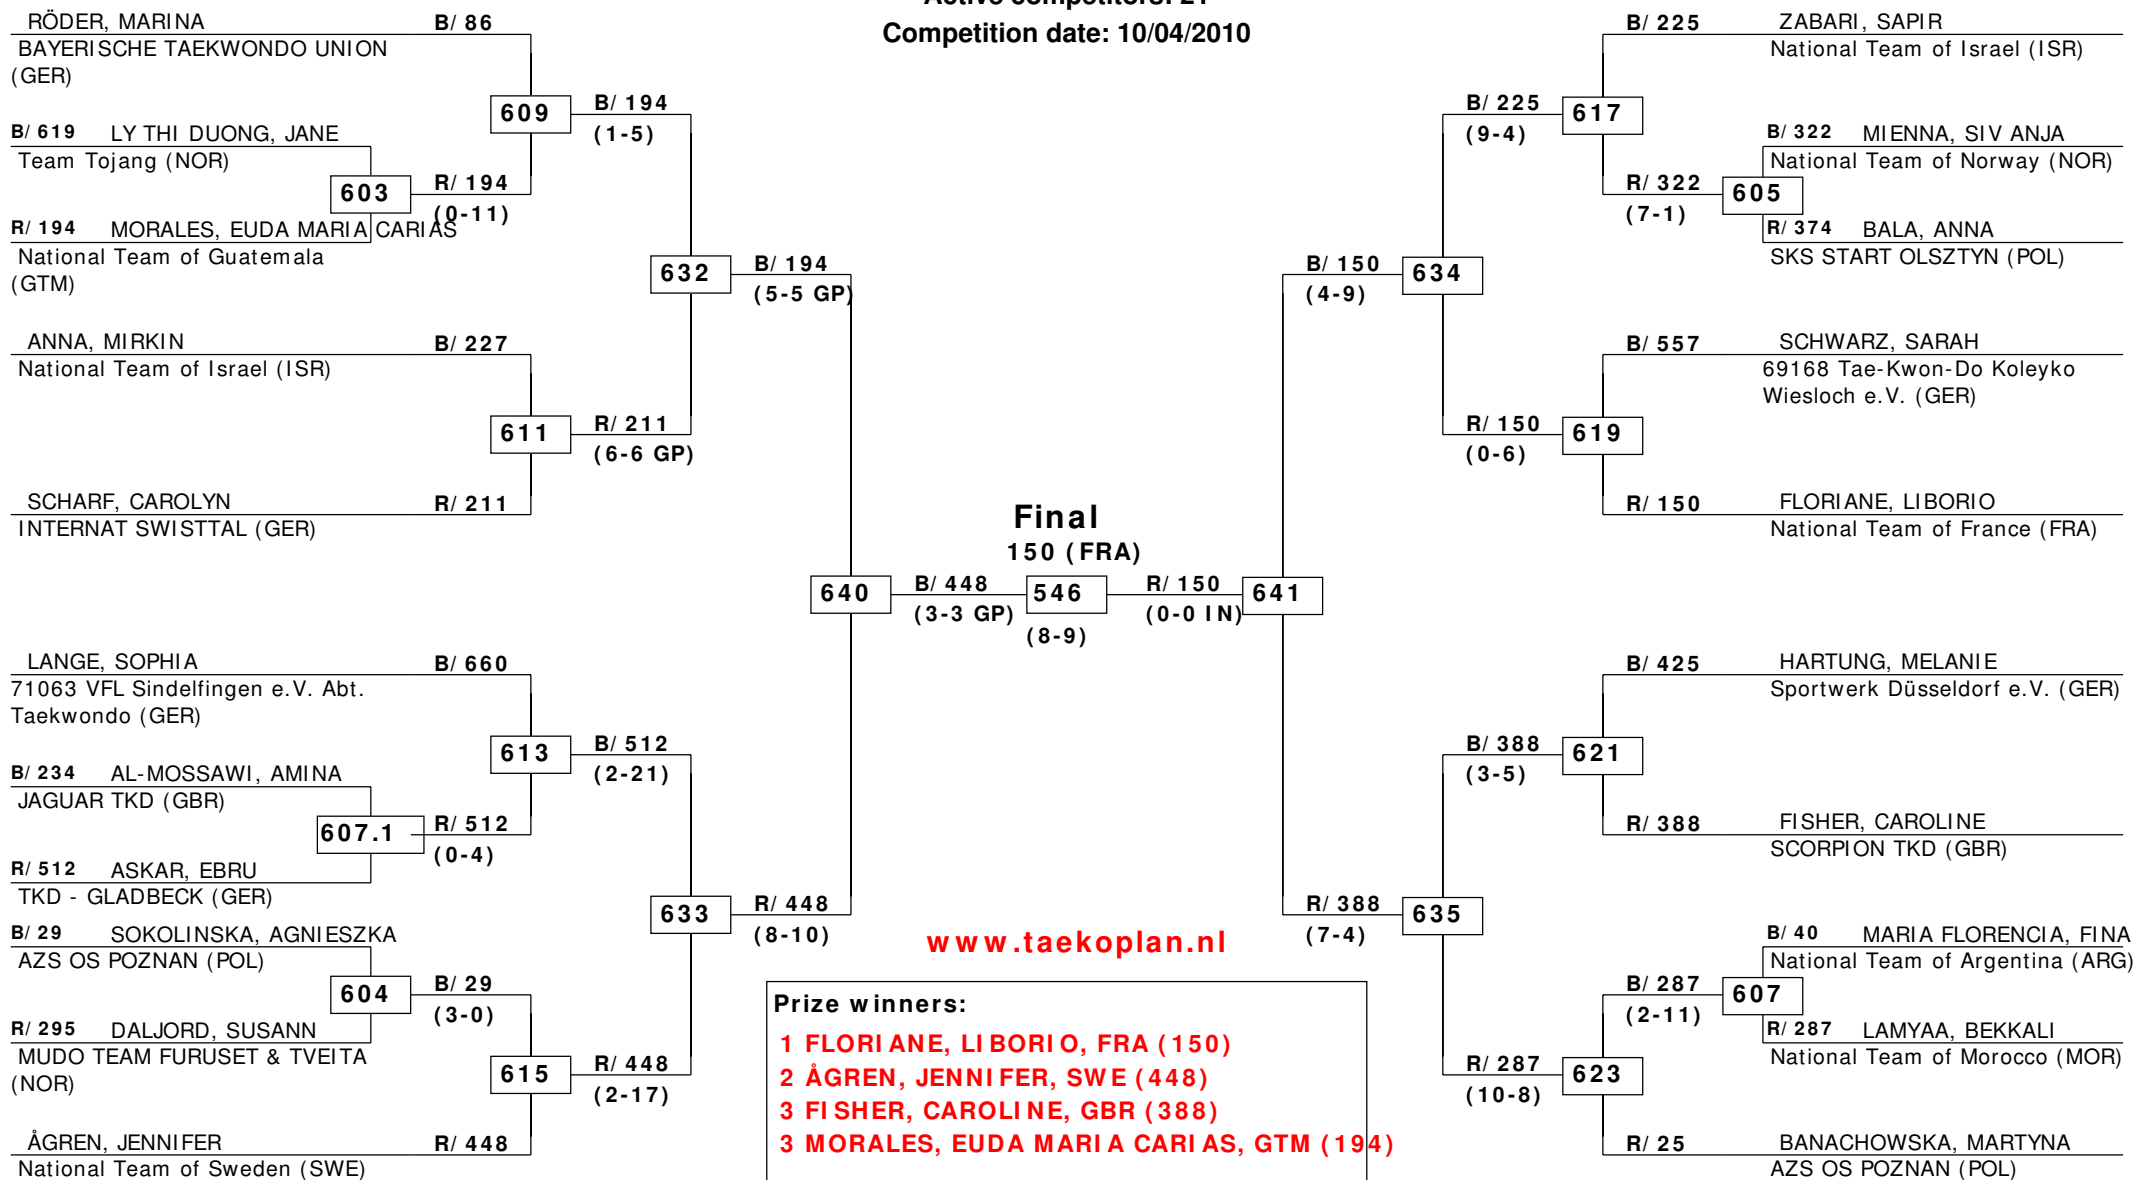 Competition date: 10/04/2010
RÖDER, MARINA B/ 86
BAYERISCHE TAEKWONDO UNION
(GER)
609
B/ 194
(1-5)
B/ 619 LY THI DUONG, JANE
Team Tojang (NOR)
603
R/ 194
(0-11)
R/ 194 MORALES, EUDA MARIA CARIAS
National Team of Guatemala
(GTM)
632
B/ 194
(5-5 GP)
ANNA, MIRKIN B/ 227
National Team of Israel (ISR)
611
R/ 211
(6-6 GP)
SCHARF, CAROLYN R/ 211
INTERNAT SWISTTAL (GER)
640
B/ 448
(3-3 GP)
LANGE, SOPHIA B/ 660
71063 VFL Sindelfingen e.V. Abt.
Taekwondo (GER)
613
B/ 512
(2-21)
B/ 234 AL-MOSSAWI, AMINA
JAGUAR TKD (GBR)
607.1
R/ 512
(0-4)
R/ 512 ASKAR, EBRU
TKD - GLADBECK (GER)
633
R/ 448
(8-10)
B/ 29 SOKOLINSKA, AGNIESZKA
AZS OS POZNAN (POL)
604
B/ 29
(3-0)
R/ 295 DALJORD, SUSANN
MUDO TEAM FURUSET & TVEITA
(NOR)
615
R/ 448
(2-17)
ÅGREN, JENNIFER R/ 448
National Team of Sweden (SWE)
Final
150 (FRA)
546
(8-9)
R/ 150
(0-0 IN)
641
B/ 225 ZABARI, SAPIR
National Team of Israel (ISR)
B/ 225
(9-4)
617
B/ 322 MIENNA, SIV ANJA
National Team of Norway (NOR)
R/ 322
(7-1)
605
R/ 374 BALA, ANNA
SKS START OLSZTYN (POL)
B/ 150
(4-9)
634
B/ 557 SCHWARZ, SARAH
69168 Tae-Kwon-Do Koleyko
Wiesloch e.V. (GER)
R/ 150
(0-6)
619
R/ 150 FLORIANE, LIBORIO
National Team of France (FRA)
B/ 425 HARTUNG, MELANIE
Sportwerk Düsseldorf e.V. (GER)
B/ 388
(3-5)
621
R/ 388 FISHER, CAROLINE
SCORPION TKD (GBR)
R/ 388
(7-4)
635
B/ 40 MARIA FLORENCIA, FINA
National Team of Argentina (ARG)
B/ 287
(2-11)
607
R/ 287 LAMYAA, BEKKALI
National Team of Morocco (MOR)
R/ 287
(10-8)
623
R/ 25 BANACHOWSKA, MARTYNA
AZS OS POZNAN (POL)
www.taekoplan.nl
Prize winners:
1 FLORIANE, LIBORIO, FRA (150)
2 ÅGREN, JENNIFER, SWE (448)
3 FISHER, CAROLINE, GBR (388)
3 MORALES, EUDA MARIA CARIAS, GTM (194)